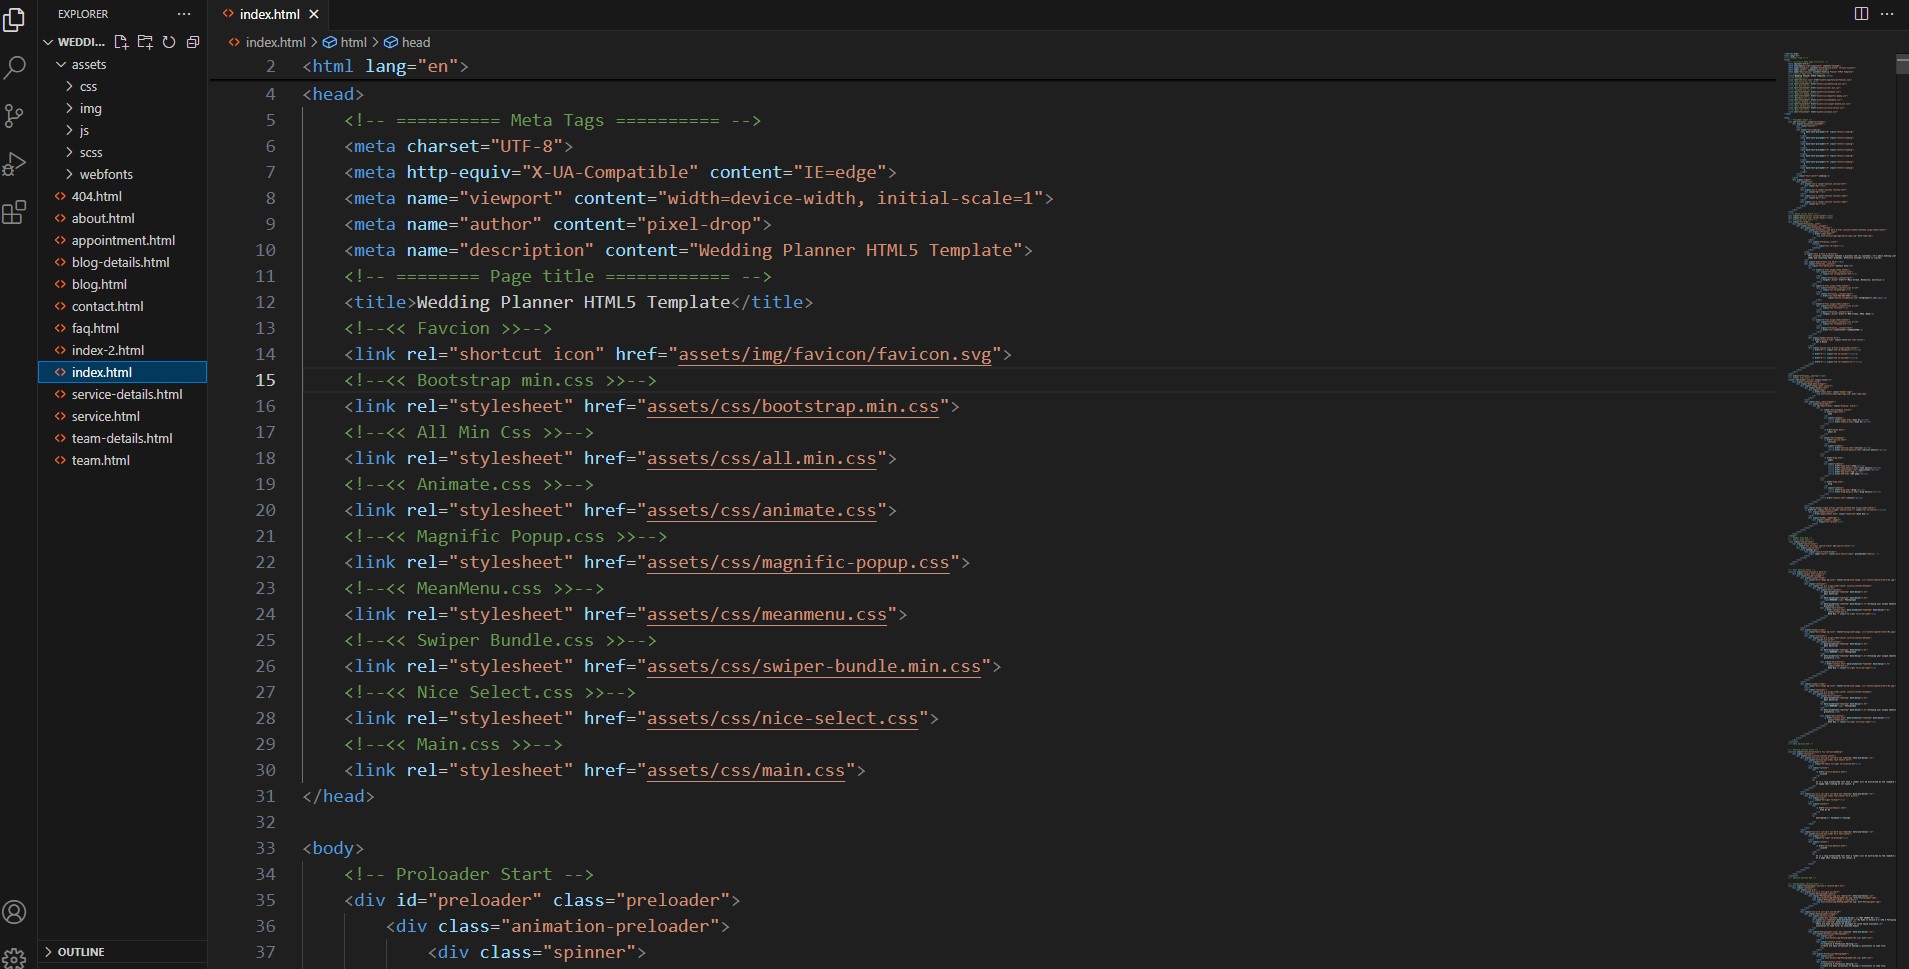 EXPLORER
WEDDI...
assets
css
img
js
scss
webfonts
404.html
about.html
appointment.html
blog-details.html
blog.html
contact.html
faq.html
index-2.html
index.html
service-details.html
service.html
team-details.html
team.html
OUTLINE
index.html
index.html > html > head
2 <html lang="en">
4 <head>
5 <!-- ========== Meta Tags ========== -->
6 <meta charset="UTF-8">
7 <meta http-equiv="X-UA-Compatible" content="IE=edge">
8 <meta name="viewport" content="width=device-width, initial-scale=1">
9 <meta name="author" content="pixel-drop">
10 <meta name="description" content="Wedding Planner HTML5 Template">
11 <!-- ======== Page title ============ -->
12 <title>Wedding Planner HTML5 Template</title>
13 <!--<< Favcion >>-->
14 <link rel="shortcut icon" href="assets/img/favicon/favicon.svg">
15 <!--<< Bootstrap min.css >>-->
16 <link rel="stylesheet" href="assets/css/bootstrap.min.css">
17 <!--<< All Min Css >>-->
18 <link rel="stylesheet" href="assets/css/all.min.css">
19 <!--<< Animate.css >>-->
20 <link rel="stylesheet" href="assets/css/animate.css">
21 <!--<< Magnific Popup.css >>-->
22 <link rel="stylesheet" href="assets/css/magnific-popup.css">
23 <!--<< MeanMenu.css >>-->
24 <link rel="stylesheet" href="assets/css/meanmenu.css">
25 <!--<< Swiper Bundle.css >>-->
26 <link rel="stylesheet" href="assets/css/swiper-bundle.min.css">
27 <!--<< Nice Select.css >>-->
28 <link rel="stylesheet" href="assets/css/nice-select.css">
29 <!--<< Main.css >>-->
30 <link rel="stylesheet" href="assets/css/main.css">
31 </head>
32
33 <body>
34 <!-- Proloader Start -->
35 <div id="preloader" class="preloader">
36 <div class="animation-preloader">
37 <div class="spinner">